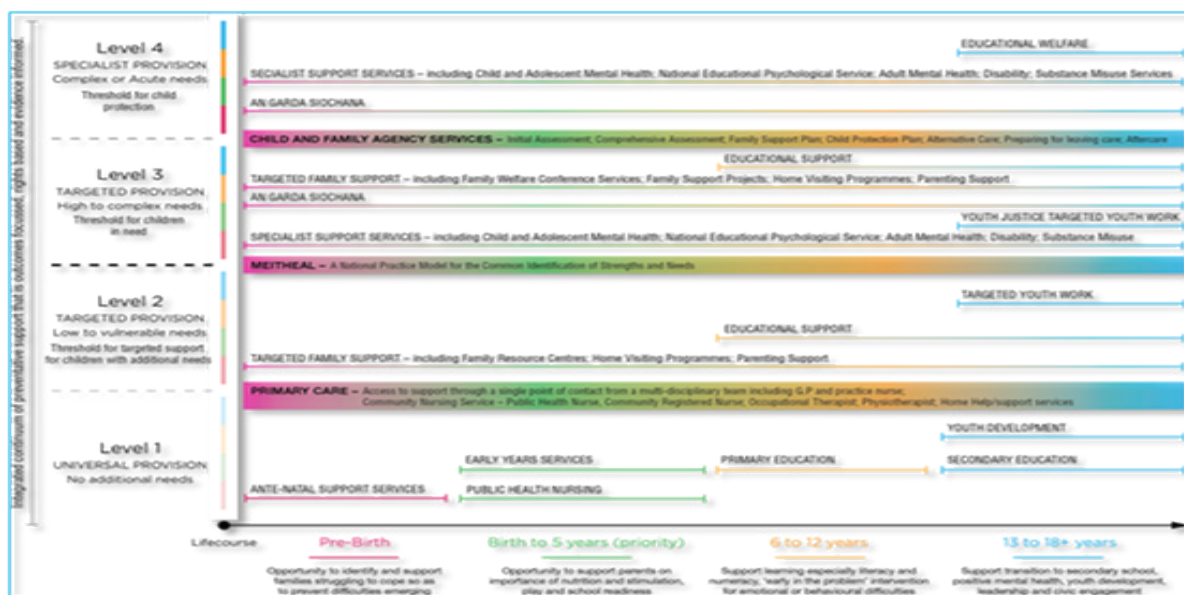 Integrated continuum of preventative support that is outcomes focussed, rights based and evidence informed.
Level 4
SPECIALIST PROVISION
Complex or Acute needs
Threshold for child
protection
EDUCATIONAL WELFARE
SECIALIST SUPPORT SERVICES – including Child and Adolescent Mental Health; National Educational Psychological Service; Adult Mental Health; Disability; Substance Misuse Services
AN GARDA SIOCHANA
CHILD AND FAMILY AGENCY SERVICES – Initial Assessment; Comprehensive Assessment; Family Support Plan; Child Protection Plan; Alternative Care; Preparing for leaving care; Aftercare
Level 3
TARGETED PROVISION
High to complex needs
Threshold for children
in need
EDUCATIONAL SUPPORT
TARGETED FAMILY SUPPORT – including Family Welfare Conference Services; Family Support Projects; Home Visiting Programmes; Parenting Support
AN GARDA SIOCHANA
YOUTH JUSTICE TARGETED YOUTH WORK
SPECIALIST SUPPORT SERVICES – including Child and Adolescent Mental Health; National Educational Psychological Service; Adult Mental Health; Disability; Substance Misuse
MEITHEAL – A National Practice Model for the Common Identification of Strengths and Needs
Level 2
TARGETED PROVISION
Low to vulnerable needs
Threshold for targeted support
for children with additional needs
TARGETED YOUTH WORK
EDUCATIONAL SUPPORT
TARGETED FAMILY SUPPORT – including Family Resource Centres; Home Visiting Programmes; Parenting Support
PRIMARY CARE – Access to support through a single point of contact from a multi-disciplinary team including G.P and practice nurse;
Community Nursing Service – Public Health Nurse, Community Registered Nurse; Occupational Therapist; Physiotherapist; Home Help/support services
Level 1
UNIVERSAL PROVISION
No additional needs
YOUTH DEVELOPMENT
EARLY YEARS SERVICES
PRIMARY EDUCATION
SECONDARY EDUCATION
ANTE-NATAL SUPPORT SERVICES
PUBLIC HEALTH NURSING
Lifecourse
Pre-Birth
Birth to 5 years (priority)
6 to 12 years
13 to 18+ years
Opportunity to identify and support
families struggling to cope so as
to prevent difficulties emerging
Opportunity to support parents on
importance of nutrition and stimulation,
play and school readiness
Support learning especially literacy and
numeracy, 'early in the problem' intervention
for emotional or behavioural difficulties
Support transition to secondary school,
positive mental health, youth development,
leadership and civic engagement